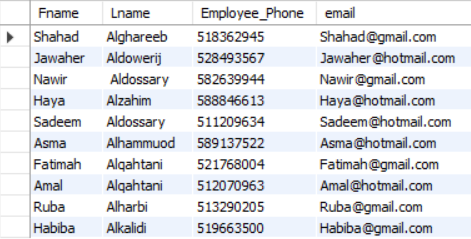 Fname Lname Employee_Phone email
Shahad Alghareeb 518362945 Shahad@gmail.com
Jawaher Aldowerij 528493567 Jawaher@hotmail.com
Nawir Aldossary 582639944 Nawir@gmail.com
Haya Alzahim 588846613 Haya@hotmail.com
Sadeem Aldossary 511209634 Sadeem@hotmail.com
Asma Alhammuod 589137522 Asma@hotmail.com
Fatimah Alqahtani 521768004 Fatimah@gmail.com
Amal Alqahtani 512070963 Amal@hotmail.com
Ruba Alharbi 513290205 Ruba@gmail.com
Habiba Alkalidi 519663500 Habiba@gmail.com